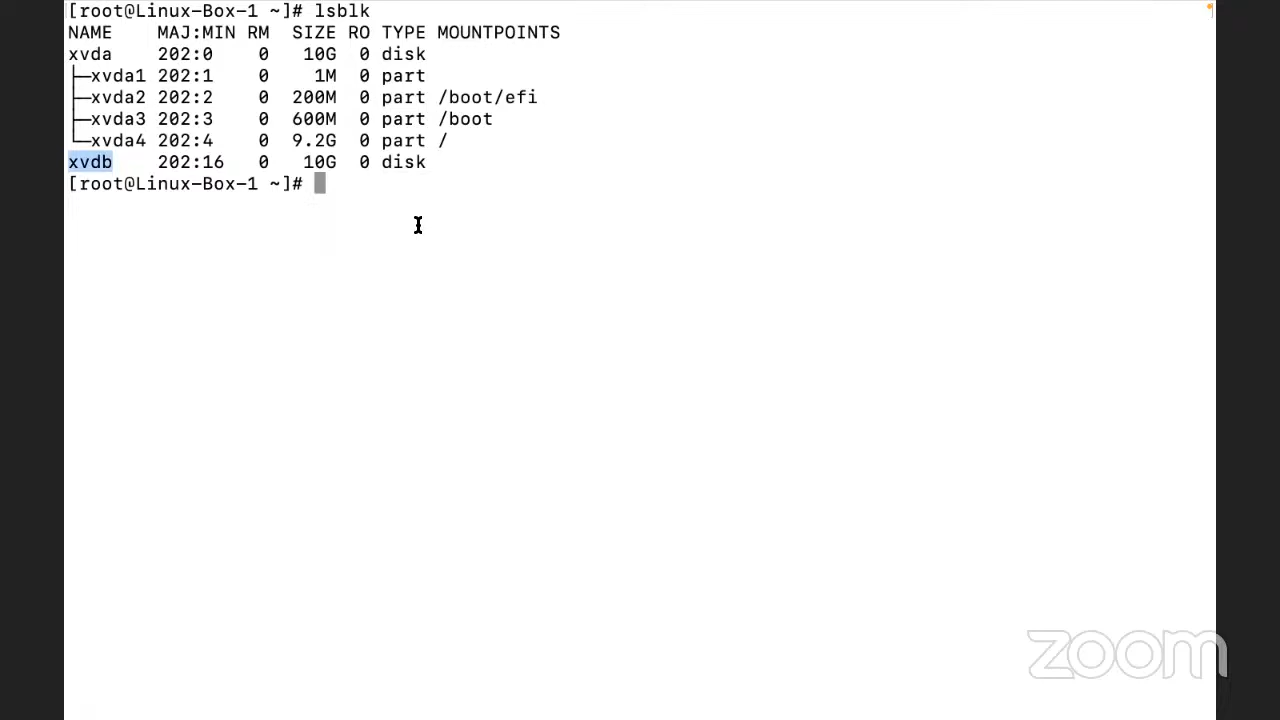 [root@Linux-Box-1 ~]# lsblk
NAME    MAJ:MIN RM  SIZE RO TYPE MOUNTPOINTS
xvda    202:0    0   10G  0 disk
├─xvda1 202:1    0    1M  0 part
├─xvda2 202:2    0  200M  0 part /boot/efi
├─xvda3 202:3    0  600M  0 part /boot
└─xvda4 202:4    0  9.2G  0 part /
xvdb    202:16   0   10G  0 disk
[root@Linux-Box-1 ~]#
zoom